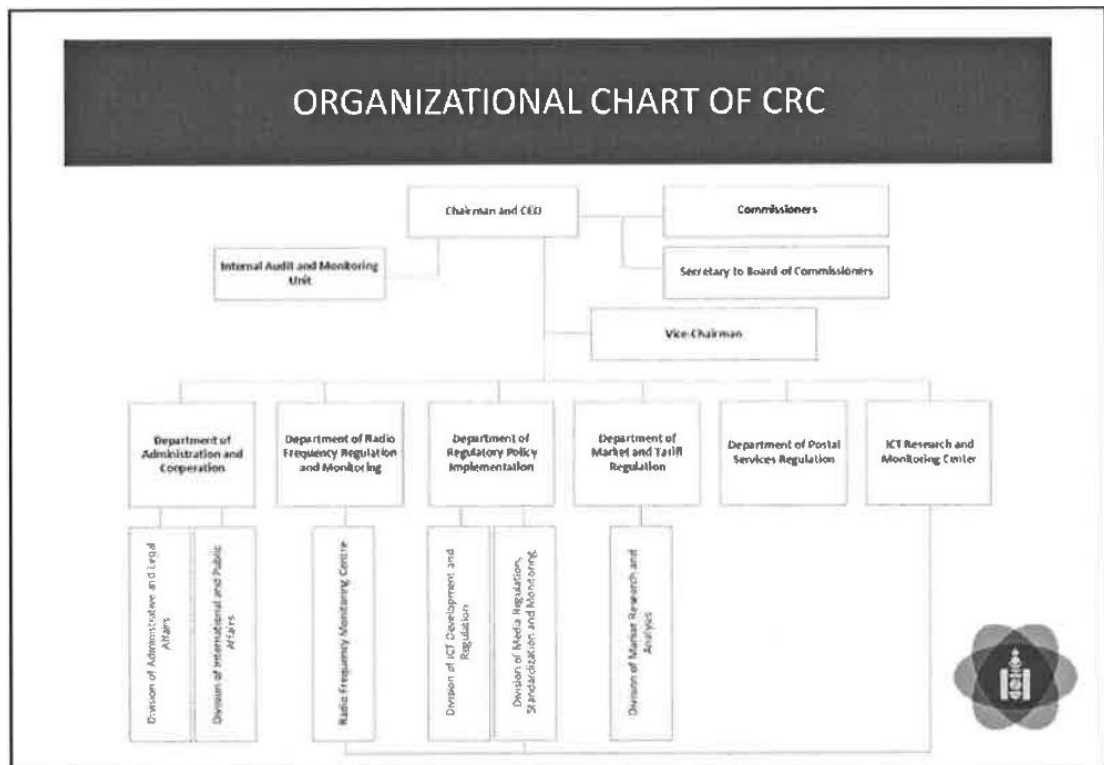 ORGANIZATIONAL CHART OF CRC
Chairman and CEO
Commissioners
Internal Audit and Monitoring
Unit
Secretary to Board of Commissioners
Vice-Chairman
Department of
Administration and
Cooperation
Department of Radio
Frequency Regulation
and Monitoring
Department of
Regulatory Policy
Implementation
Department of
Market and Tariff
Regulation
Department of Postal
Services Regulation
ICT Research and
Monitoring Center
Division of Administrative and Legal
Affairs
Division of International and Public
Affairs
Radio Frequency Monitoring Centre
Division of ICT Development and
Regulation
Division of Media Regulation,
Standardization and Monitoring
Division of Market Research and
Analysis